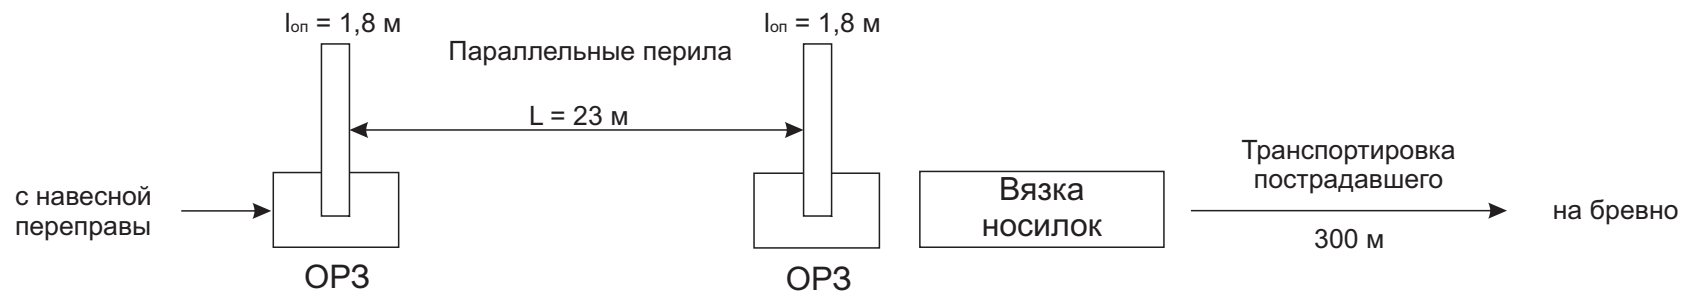 lоп = 1,8 м
lоп = 1,8 м
Параллельные перила
L = 23 м
с навесной
переправы
ОРЗ
ОРЗ
Вязка
носилок
Транспортировка
пострадавшего
300 м
на бревно